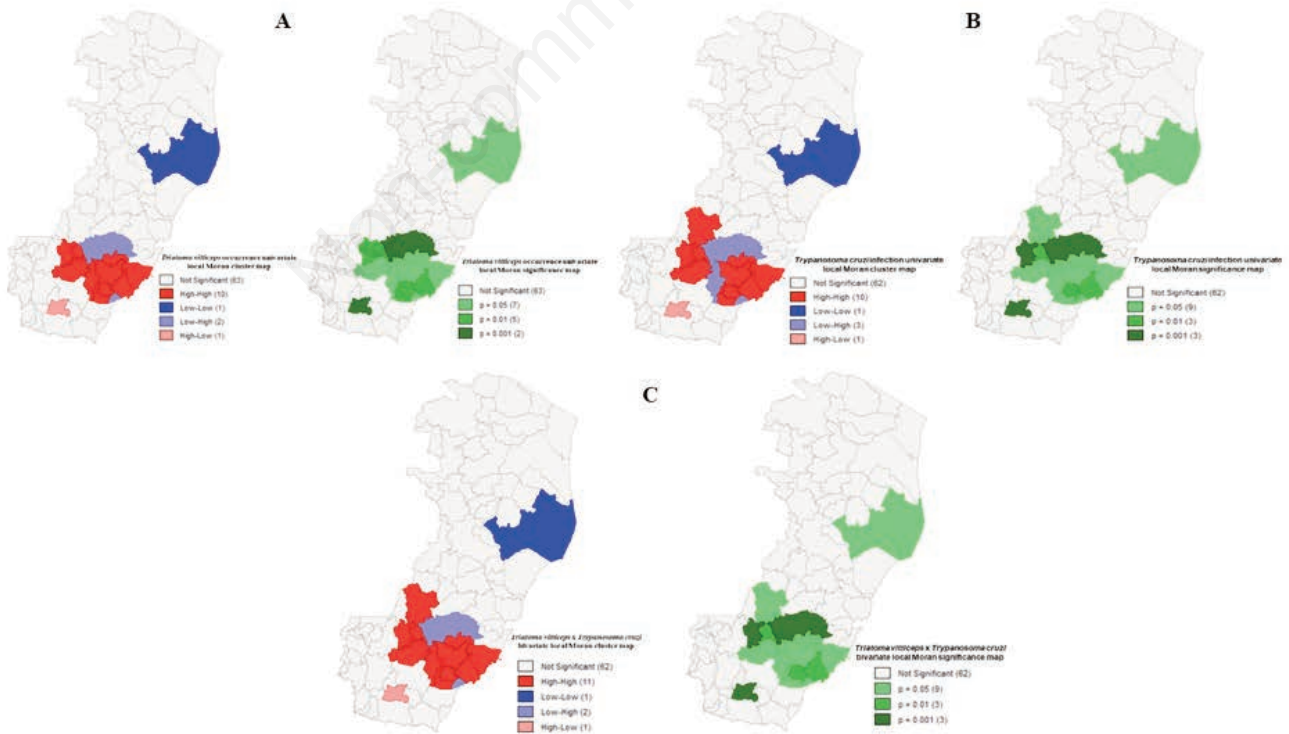 A
B
Triatoma vitticeps occurrence univariate
local Moran cluster map
Not Significant (63)
High-High (10)
Low-Low (1)
Low-High (2)
High-Low (1)
Triatoma vitticeps occurrence univariate
local Moran significance map
Not Significant (63)
p = 0.05 (7)
p = 0.01 (5)
p = 0.001 (2)
Trypanosoma cruzi infection univariate
local Moran cluster map
Not Significant (62)
High-High (10)
Low-Low (1)
Low-High (3)
High-Low (1)
Trypanosoma cruzi infection univariate
local Moran significance map
Not Significant (62)
p = 0.05 (9)
p = 0.01 (3)
p = 0.001 (3)
C
Triatoma vitticeps x Trypanosoma cruzi
bivariate local Moran cluster map
Not Significant (62)
High-High (11)
Low-Low (1)
Low-High (2)
High-Low (1)
Triatoma vitticeps x Trypanosoma cruzi
bivariate local Moran significance map
Not Significant (62)
p = 0.05 (9)
p = 0.01 (3)
p = 0.001 (3)